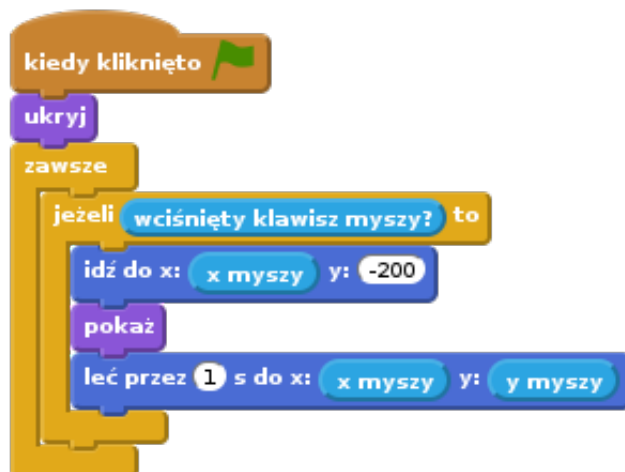 kiedy kliknięto
ukryj
zawsze
jeżeli wciśnięty klawisz myszy? to
idź do x: x myszy y: -200
pokaż
leć przez 1 s do x: x myszy y: y myszy